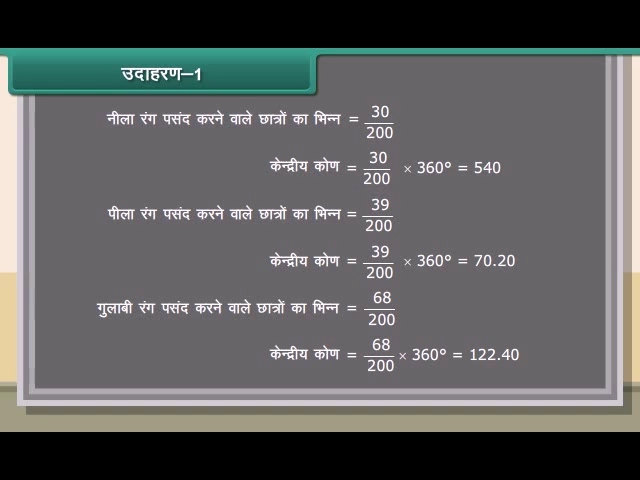 उदाहरण–1
नीला रंग पसंद करने वाले छात्रों का भिन्न = 30/200
केन्द्रीय कोण = 30/200 × 360° = 540
पीला रंग पसंद करने वाले छात्रों का भिन्न = 39/200
केन्द्रीय कोण = 39/200 × 360° = 70.20
गुलाबी रंग पसंद करने वाले छात्रों का भिन्न = 68/200
केन्द्रीय कोण = 68/200 × 360° = 122.40